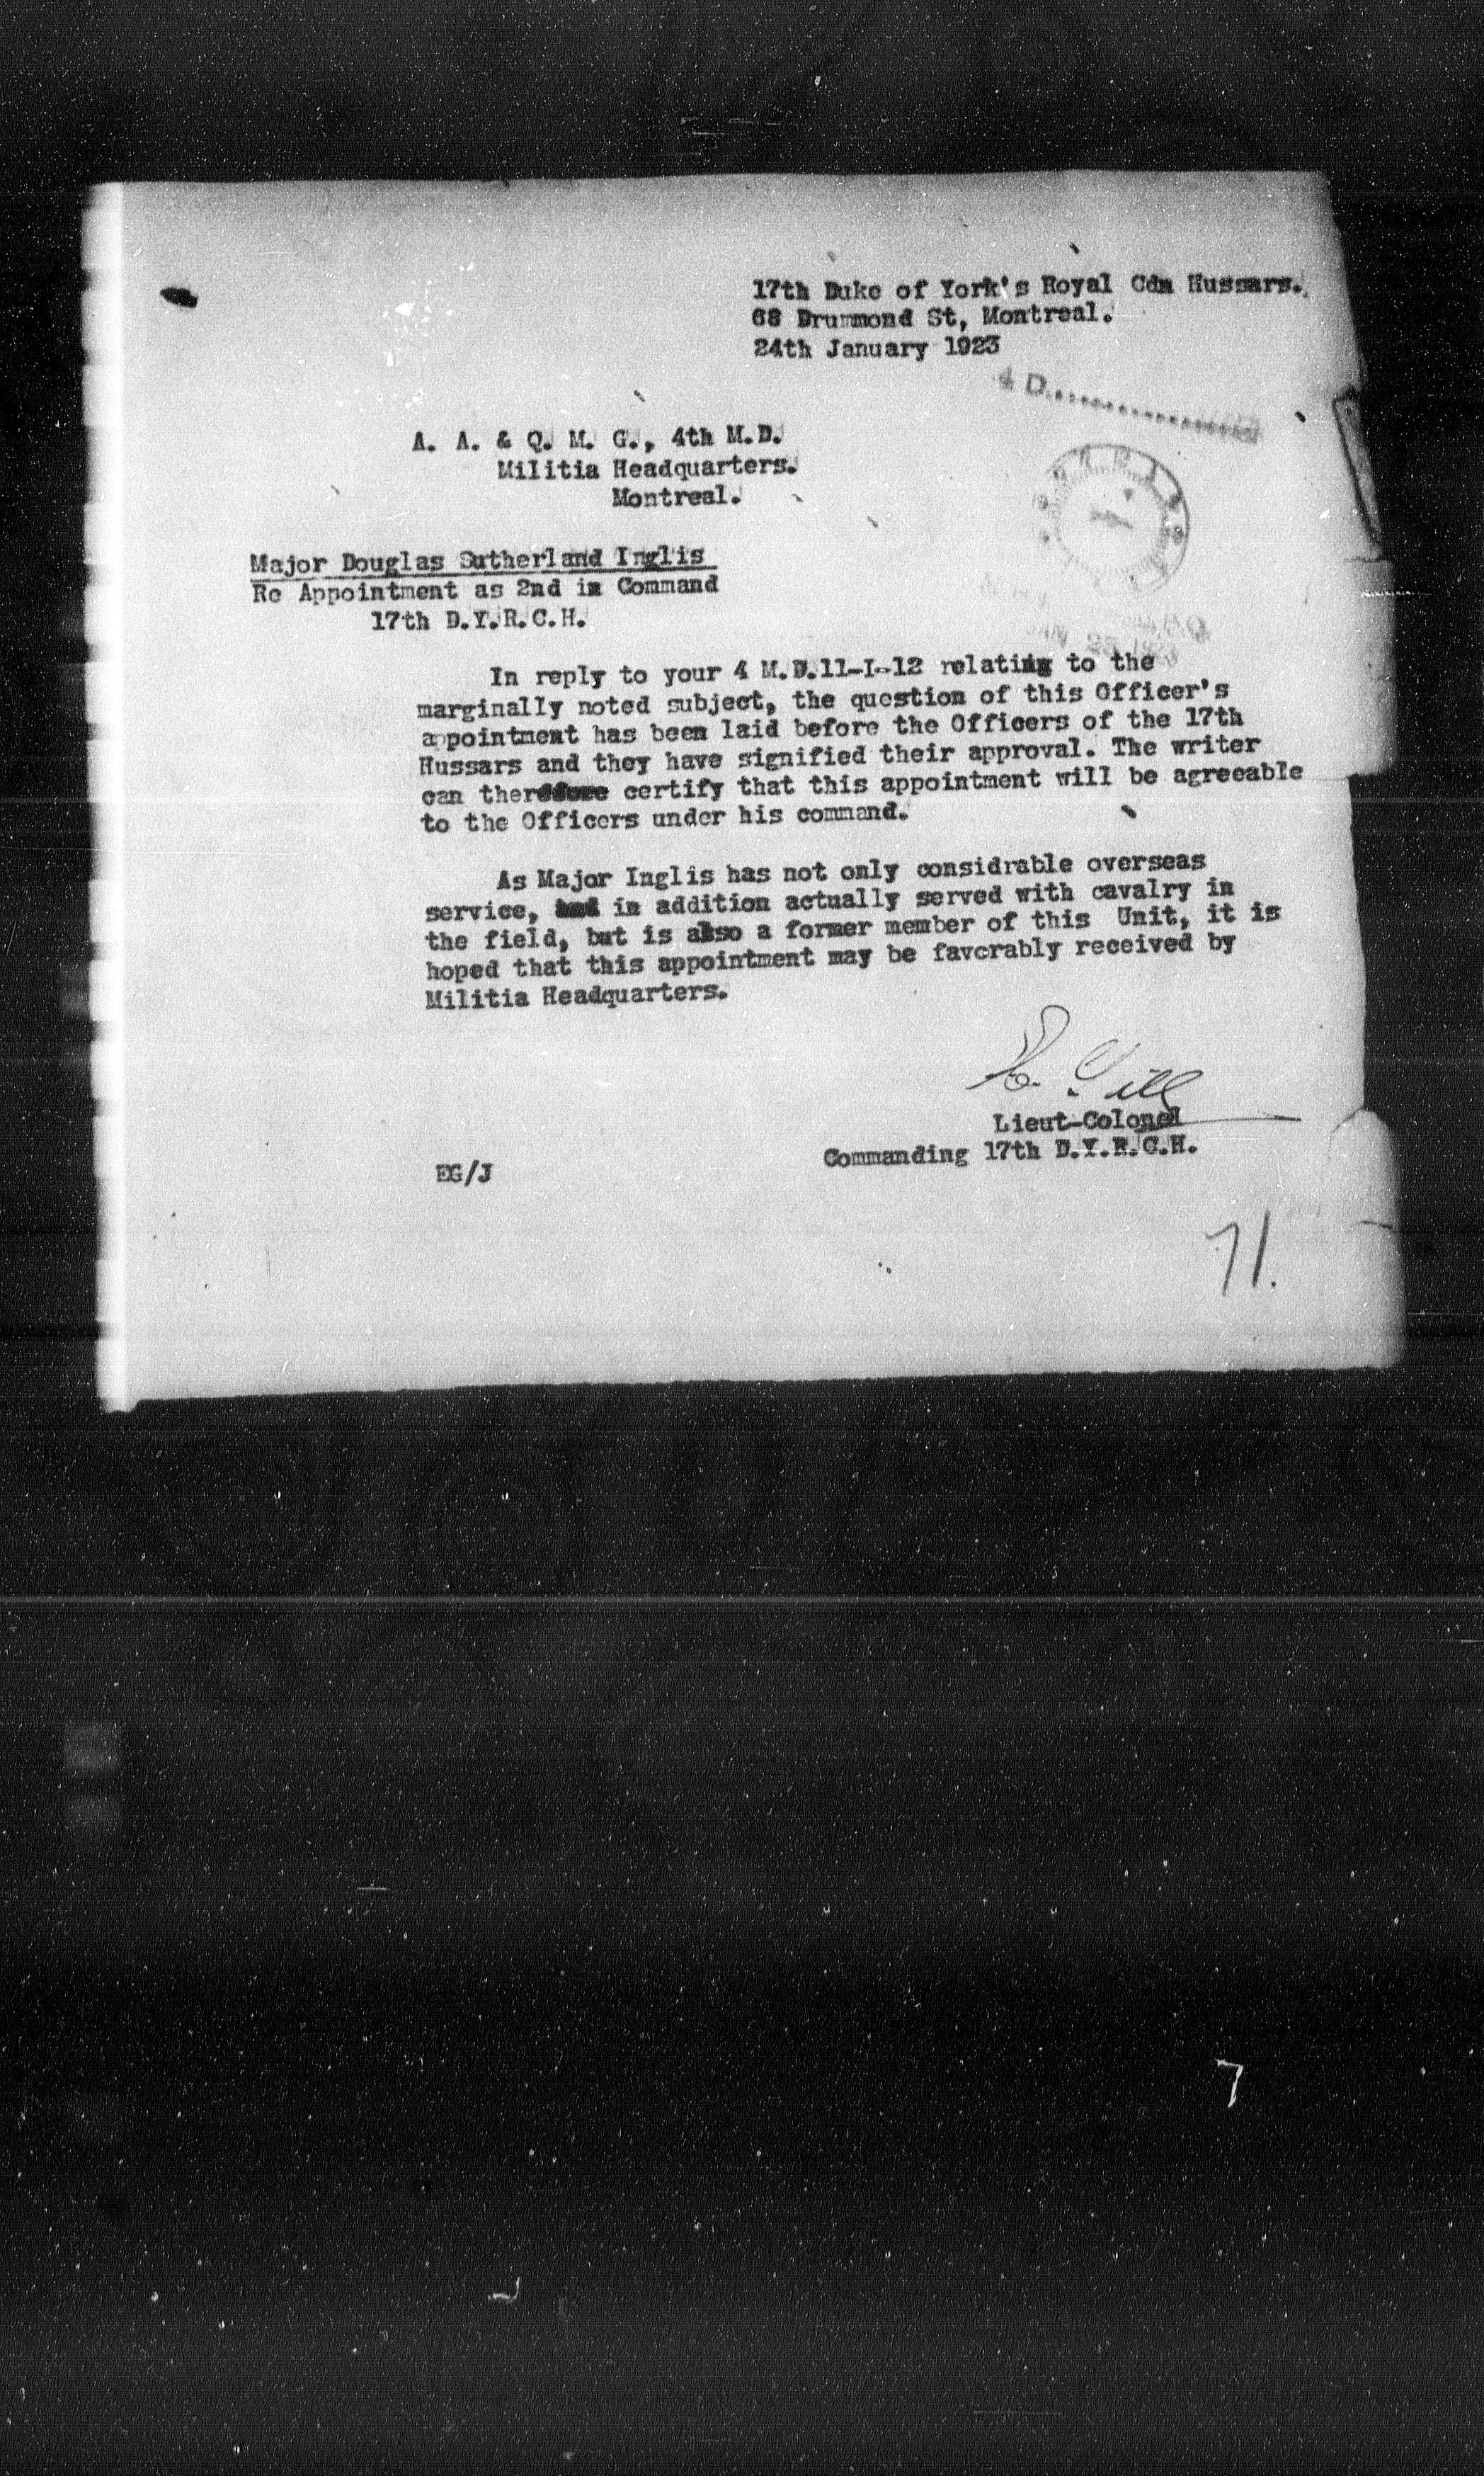 17th Duke of York's Royal Cdn Hussars.
68 Drummond St, Montreal.
24th January 1923
4 D
A. A. & Q. M. G., 4th M.D.
Militia Headquarters.
Montreal.
Major Douglas Sutherland Inglis
Re Appointment as 2nd in Command
17th D.Y.R.C.H.
In reply to your 4 M.D.11-I-12 relating to the
marginally noted subject, the question of this Officer's
appointment has been laid before the Officers of the 17th
Hussars and they have signified their approval. The writer
can therefore certify that this appointment will be agreeable
to the Officers under his command.
As Major Inglis has not only considrable overseas
service, and in addition actually served with cavalry in
the field, but is also a former member of this Unit, it is
hoped that this appointment may be favorably received by
Militia Headquarters.
Gill
Lieut-Colonel
Commanding 17th D.Y.R.C.H.
EG/J
71.